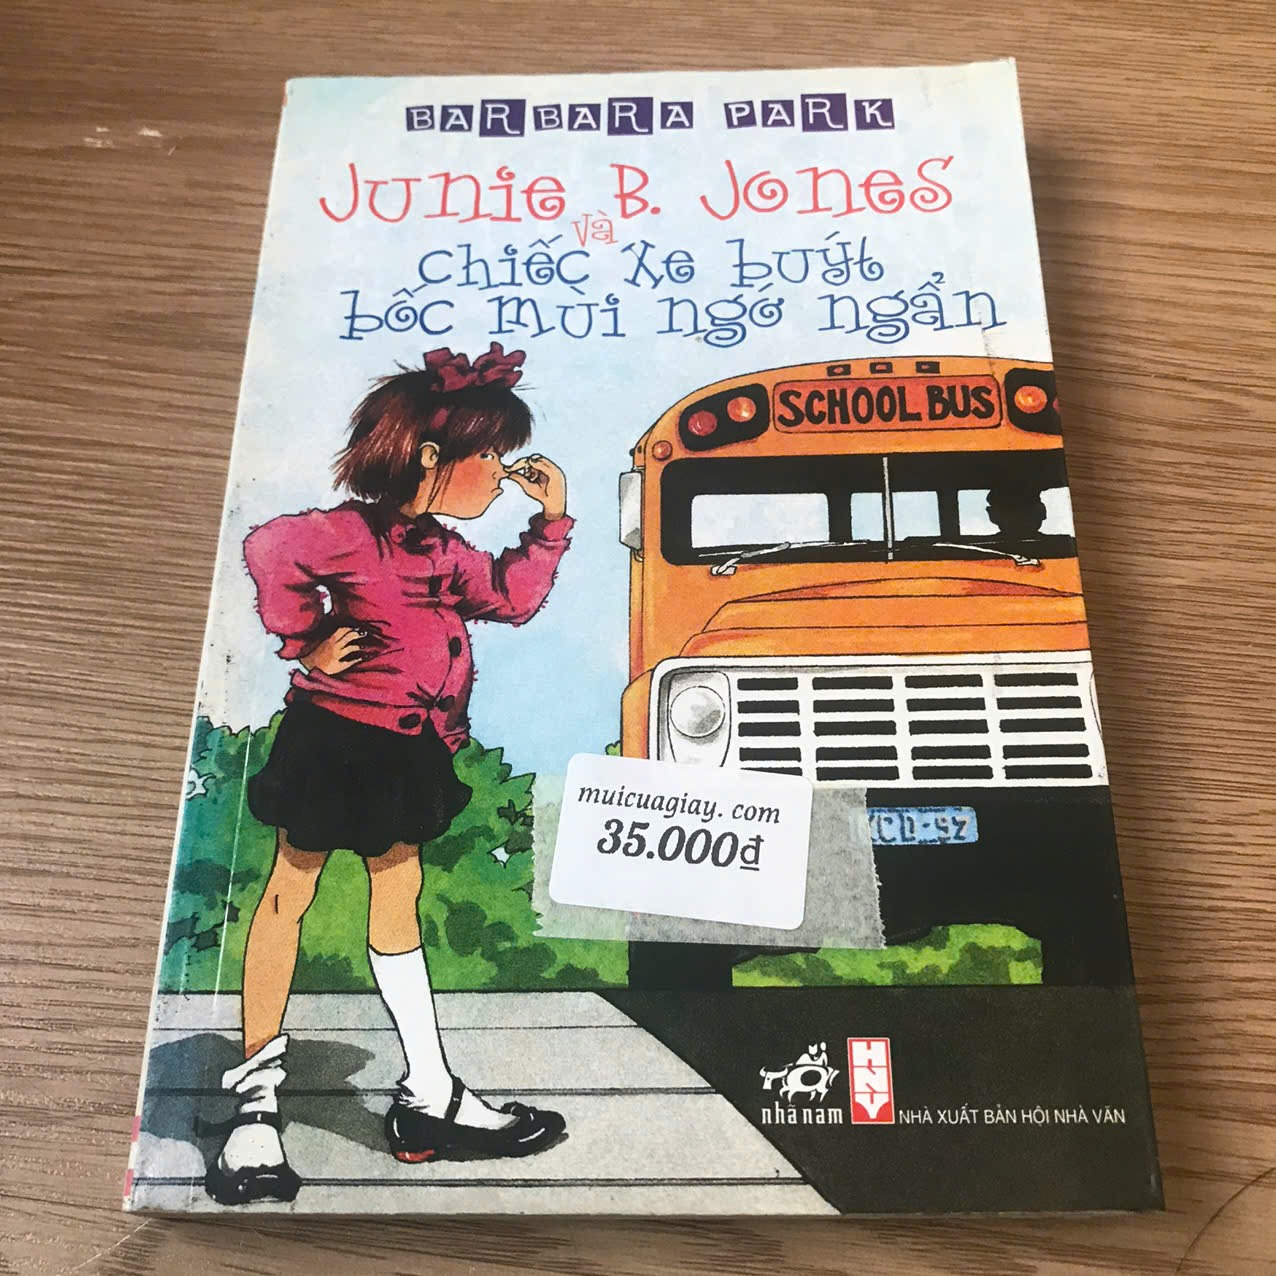 BARBARA PARK
Junie B. Jones
và
chiếc xe buýt
bốc mùi ngớ ngẩn
SCHOOL BUS
muicuagiay.com
35.000đ
nhã nam
HNV
NHÀ XUẤT BẢN HỘI NHÀ VĂN